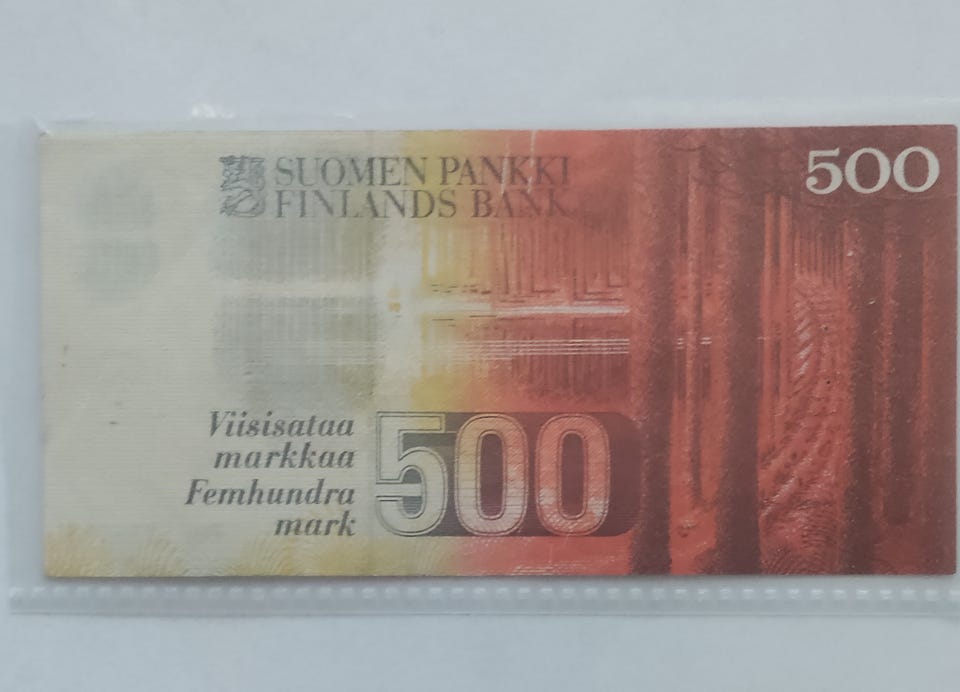 SUOMEN PANKKI
FINLANDS BANK
500
Viisisataa
markkaa
Femhundra
mark
500